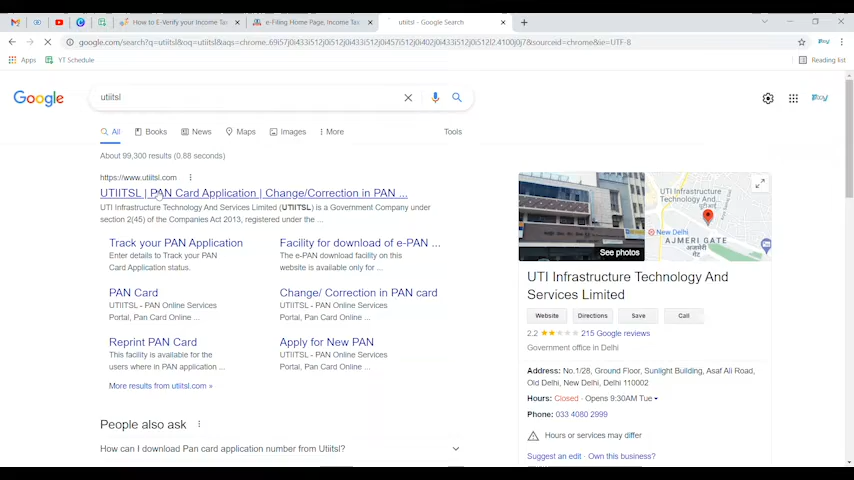 How to E-Verify your Income Tax
e-Filing Home Page, Income Tax
utiitsl - Google Search
google.com/search?q=utiitsl&oq=utiitsl&aqs=chrome..69i57j0i433i512j0i512j0i433i512j0i457i512j0i402j0i433i512j0i512l2.4100j0j7&sourceid=chrome&ie=UTF-8
Apps
YT Schedule
Reading list
Google
utiitsl
All
Books
News
Maps
Images
More
Tools
About 99,300 results (0.88 seconds)
https://www.utiitsl.com
UTIITSL | PAN Card Application | Change/Correction in PAN ...
UTI Infrastructure Technology And Services Limited (UTIITSL) is a Government Company under
section 2(45) of the Companies Act 2013, registered under the ...
Track your PAN Application
Enter details to Track your PAN
Card Application status.
Facility for download of e-PAN ...
The e-PAN download facility on this
website is available only for ...
PAN Card
UTIITSL - PAN Online Services
Portal, Pan Card Online ...
Change/ Correction in PAN card
UTIITSL - PAN Online Services
Portal, Pan Card Online ...
Reprint PAN Card
This facility is available for the
users where in PAN application ...
Apply for New PAN
UTIITSL - PAN Online Services
Portal, Pan Card Online ...
More results from utiitsl.com »
People also ask
How can I download Pan card application number from Utiitsl?
See photos
UTI Infrastructure
Technology And...
New Delhi
AJMERI GATE
अजमेरी गेट
UTI Infrastructure Technology And
Services Limited
Website
Directions
Save
Call
2.2
215 Google reviews
Government office in Delhi
Address: No.1/28, Ground Floor, Sunlight Building, Asaf Ali Road,
Old Delhi, New Delhi, Delhi 110002
Hours: Closed · Opens 9:30AM Tue
Phone: 033 4080 2999
Hours or services may differ
Suggest an edit · Own this business?